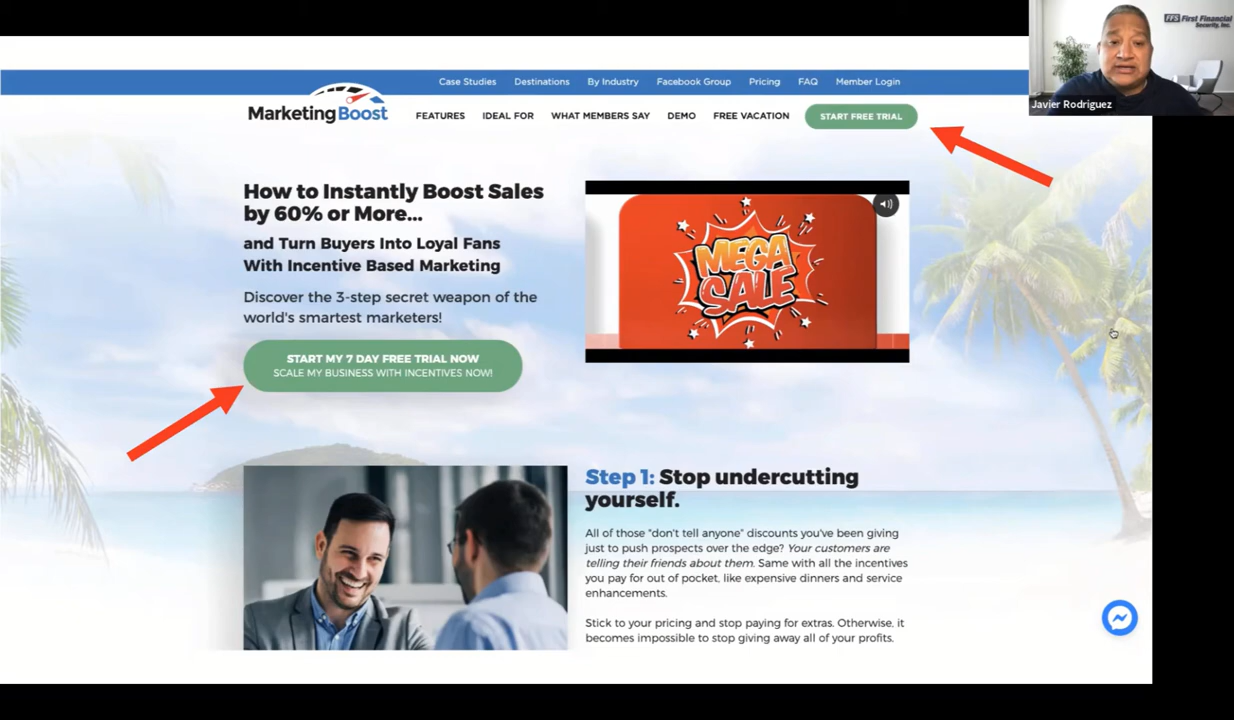 FFS First Financial
Security, Inc.
Javier Rodriguez
Case Studies Destinations By Industry Facebook Group Pricing FAQ Member Login
MarketingBoost
FEATURES IDEAL FOR WHAT MEMBERS SAY DEMO FREE VACATION START FREE TRIAL
How to Instantly Boost Sales
by 60% or More...
and Turn Buyers Into Loyal Fans
With Incentive Based Marketing
Discover the 3-step secret weapon of the
world's smartest marketers!
START MY 7 DAY FREE TRIAL NOW
SCALE MY BUSINESS WITH INCENTIVES NOW!
MEGA
SALE
Step 1: Stop undercutting
yourself.
All of those "don't tell anyone" discounts you've been giving
just to push prospects over the edge? Your customers are
telling their friends about them. Same with all the incentives
you pay for out of pocket, like expensive dinners and service
enhancements.
Stick to your pricing and stop paying for extras. Otherwise, it
becomes impossible to stop giving away all of your profits.